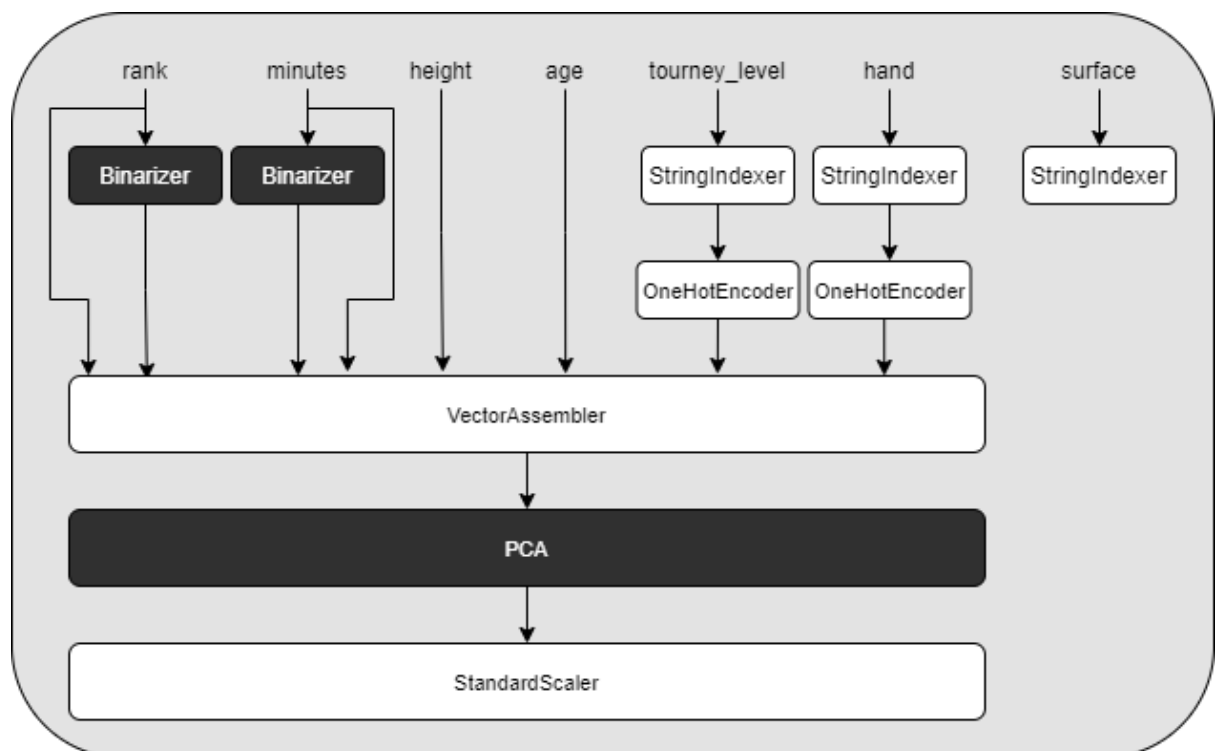 rank
minutes
height
age
tourney_level
hand
surface
Binarizer
Binarizer
StringIndexer
StringIndexer
StringIndexer
OneHotEncoder
OneHotEncoder
VectorAssembler
PCA
StandardScaler